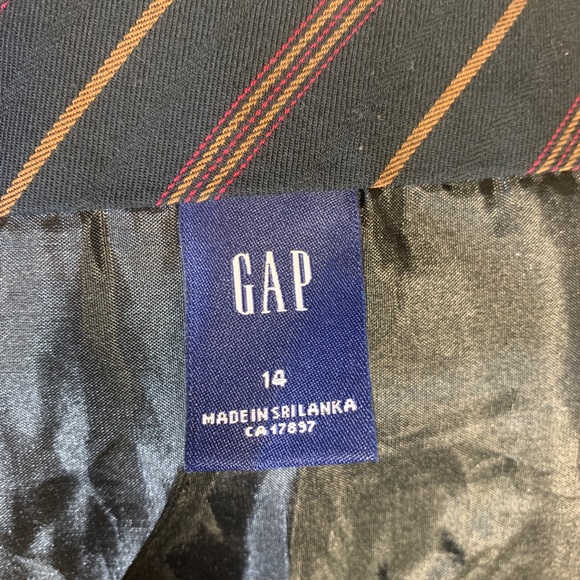 GAP
14
MADE IN SRI LANKA
CA 17897